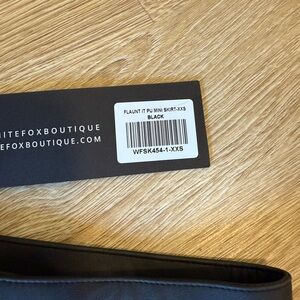 ITEFOXBOUTIQUE
EFOXBOUTIQUE.COM
FLAUNT IT PU MINI SKIRT-XXS
BLACK
WFSK454-1-XXS